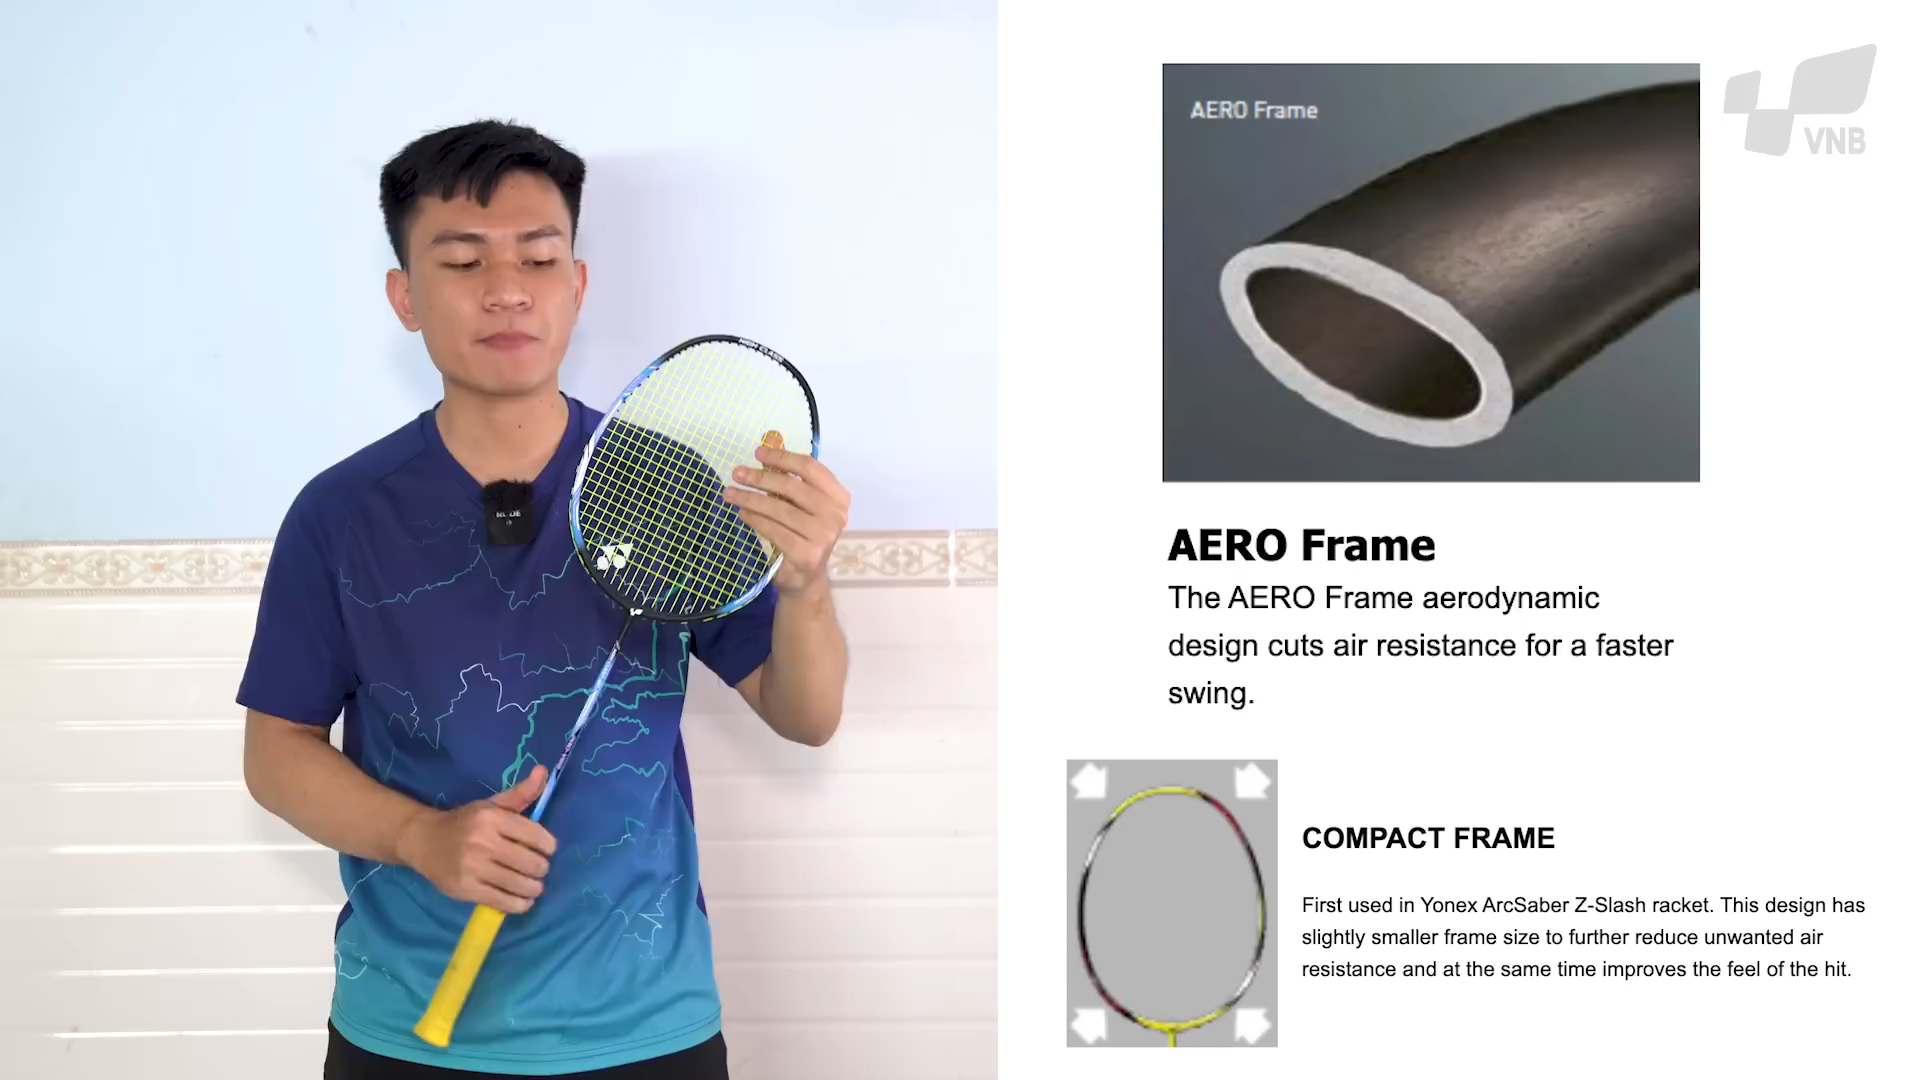 AERO Frame
VNB
AERO Frame
The AERO Frame aerodynamic
design cuts air resistance for a faster
swing.
COMPACT FRAME
First used in Yonex ArcSaber Z-Slash racket. This design has
slightly smaller frame size to further reduce unwanted air
resistance and at the same time improves the feel of the hit.
RODE